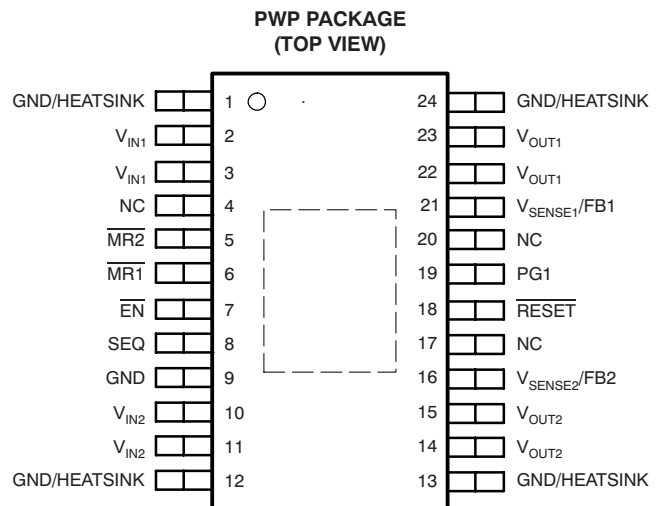 PWP PACKAGE
(TOP VIEW)
GND/HEATSINK 1 24 GND/HEATSINK
VIN1 2 23 VOUT1
VIN1 3 22 VOUT1
NC 4 21 VSENSE1/FB1
MR2 5 20 NC
MR1 6 19 PG1
EN 7 18 RESET
SEQ 8 17 NC
GND 9 16 VSENSE2/FB2
VIN2 10 15 VOUT2
VIN2 11 14 VOUT2
GND/HEATSINK 12 13 GND/HEATSINK